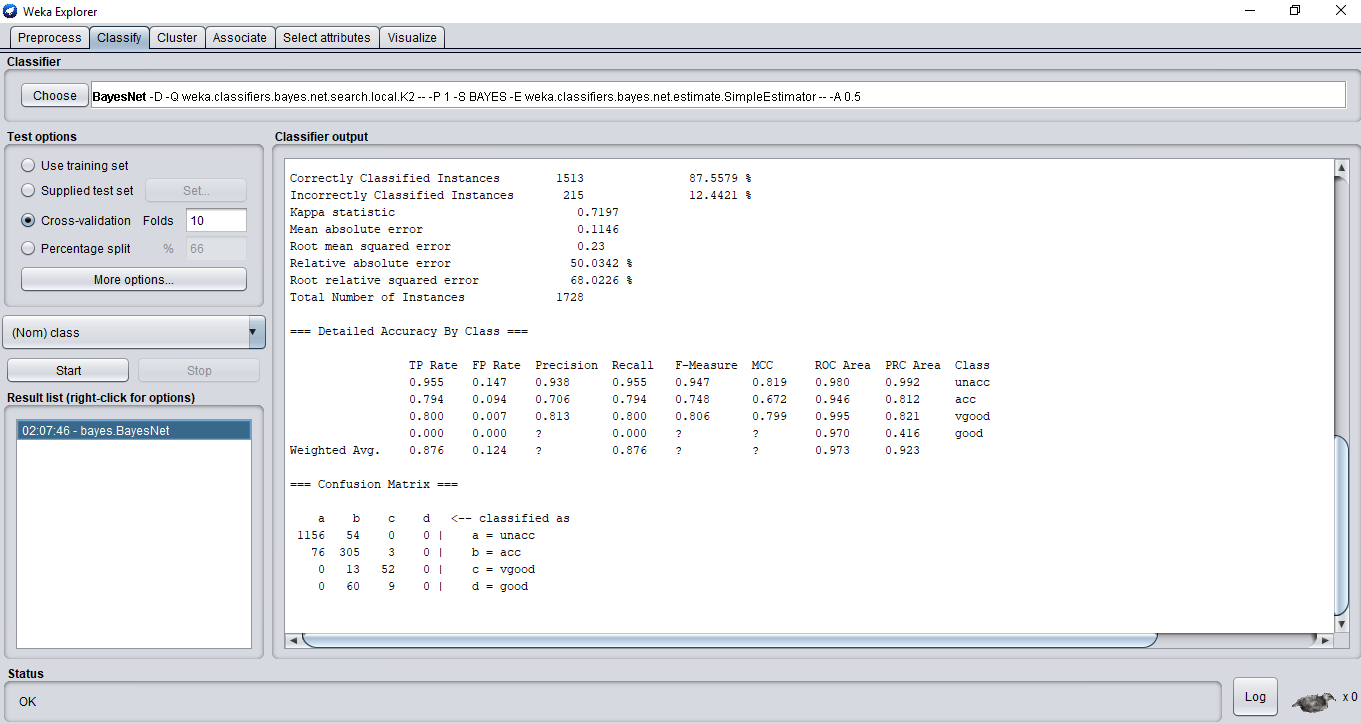 Weka Explorer
Preprocess Classify Cluster Associate Select attributes Visualize
Classifier
Choose BayesNet -D -Q weka.classifiers.bayes.net.search.local.K2 -- -P 1 -S BAYES -E weka.classifiers.bayes.net.estimate.SimpleEstimator -- -A 0.5
Test options
Use training set
Supplied test set Set...
Cross-validation Folds 10
Percentage split % 66
More options...
(Nom) class
Start Stop
Result list (right-click for options)
02:07:46 - bayes.BayesNet
Classifier output
Correctly Classified Instances 1513 87.5579 %
Incorrectly Classified Instances 215 12.4421 %
Kappa statistic 0.7197
Mean absolute error 0.1146
Root mean squared error 0.23
Relative absolute error 50.0342 %
Root relative squared error 68.0226 %
Total Number of Instances 1728
=== Detailed Accuracy By Class ===
TP Rate FP Rate Precision Recall F-Measure MCC ROC Area PRC Area Class
0.955 0.147 0.938 0.955 0.947 0.819 0.980 0.992 unacc
0.794 0.094 0.706 0.794 0.748 0.672 0.946 0.812 acc
0.800 0.007 0.813 0.800 0.806 0.799 0.995 0.821 vgood
0.000 0.000 ? 0.000 ? ? 0.970 0.416 good
Weighted Avg. 0.876 0.124 ? 0.876 ? ? 0.973 0.923
=== Confusion Matrix ===
a b c d <-- classified as
1156 54 0 0 | a = unacc
76 305 3 0 | b = acc
0 13 52 0 | c = vgood
0 60 9 0 | d = good
Status
OK
Log x 0